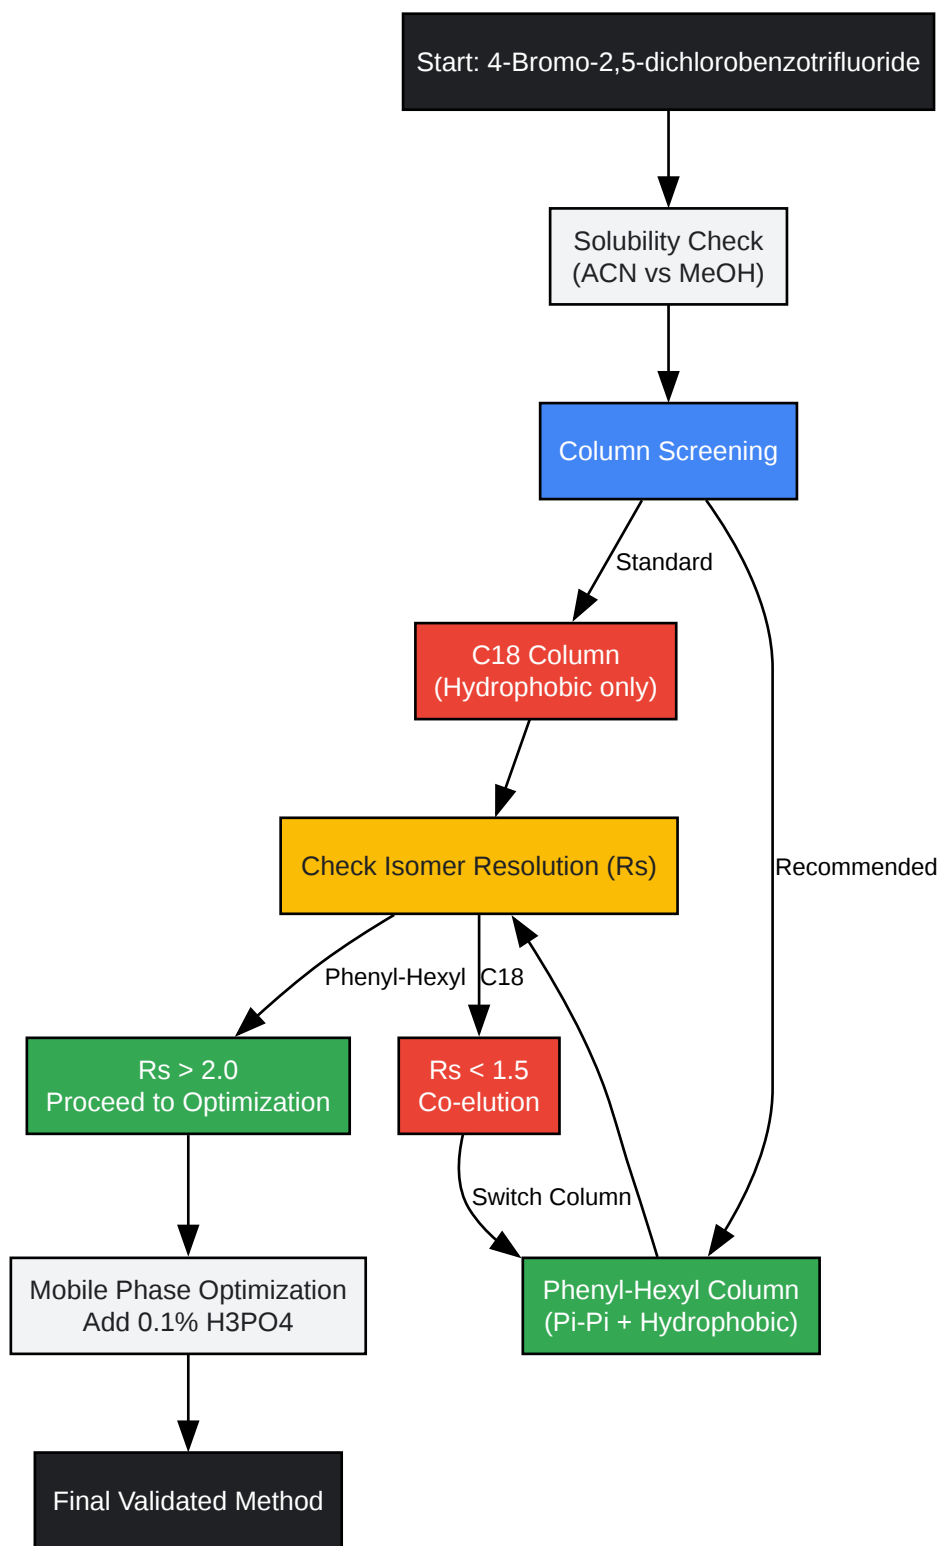 Start: 4-Bromo-2,5-dichlorobenzotrifluoride
Solubility Check
(ACN vs MeOH)
Column Screening
Standard
C18 Column
(Hydrophobic only)
Check Isomer Resolution (Rs)
Recommended
Phenyl-Hexyl
C18
Rs > 2.0
Proceed to Optimization
Rs < 1.5
Co-elution
Switch Column
Mobile Phase Optimization
Add 0.1% H3PO4
Phenyl-Hexyl Column
(Pi-Pi + Hydrophobic)
Final Validated Method